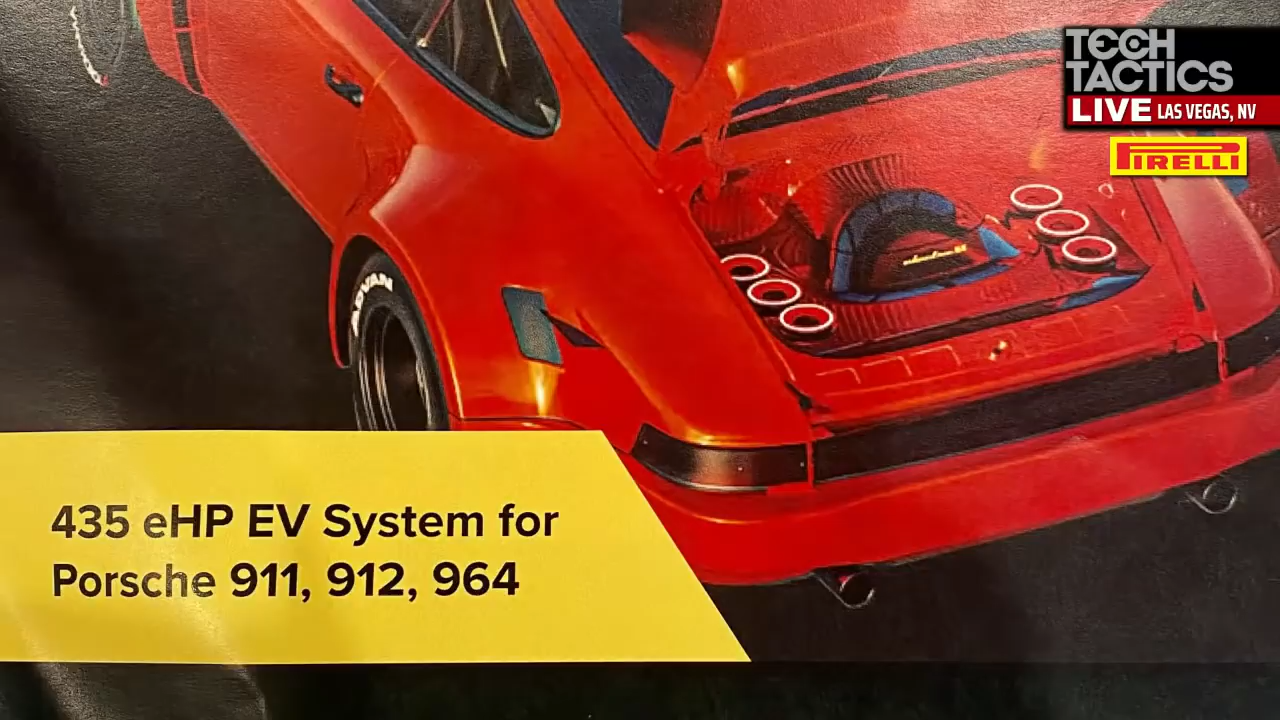 TECH
TACTICS
LIVE LAS VEGAS, NV
PIRELLI
ADVAN
435 eHP EV System for
Porsche 911, 912, 964